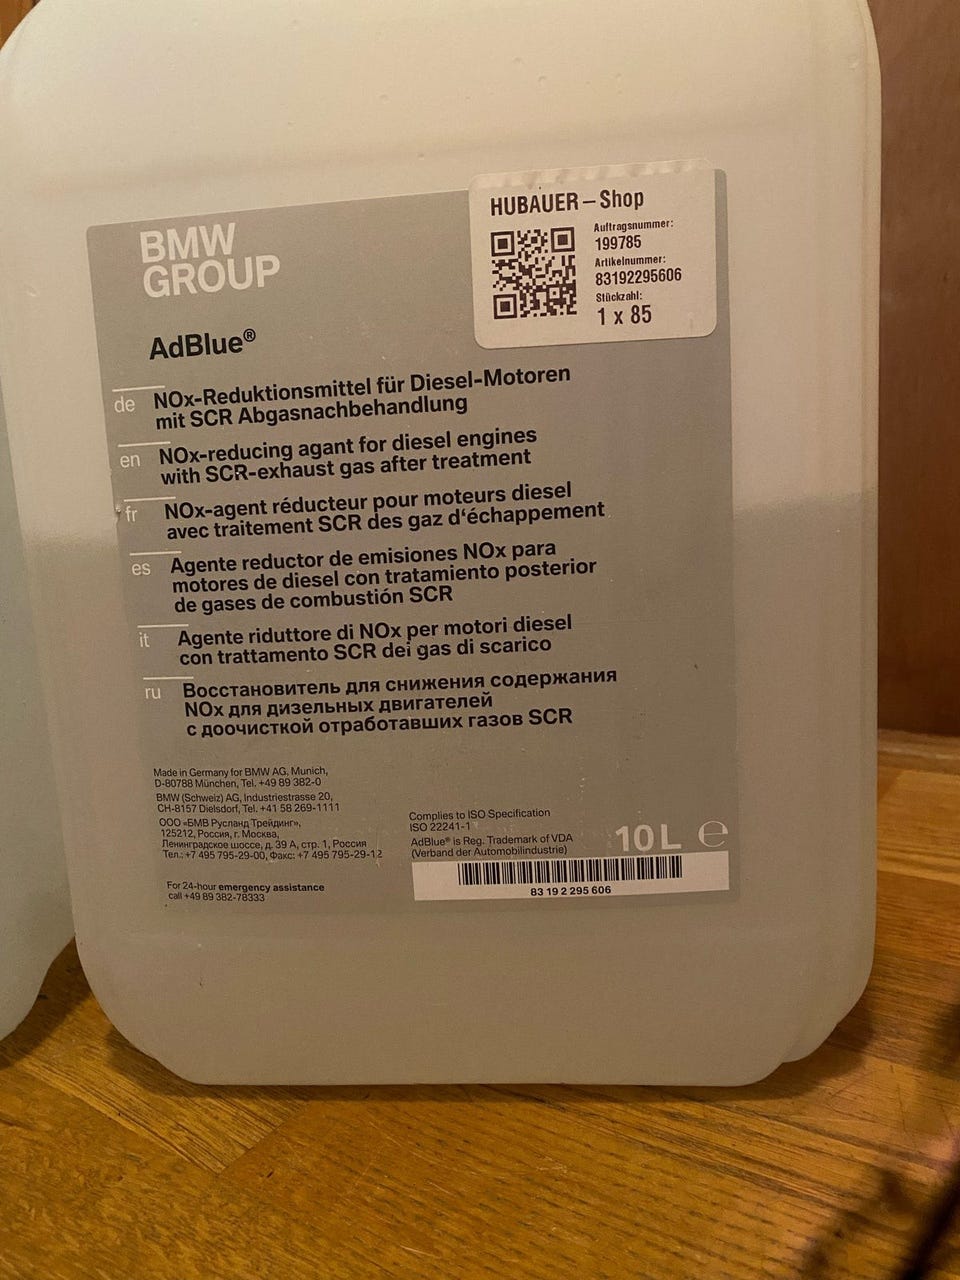 HUBAUER – Shop
Auftragsnummer:
199785
Artikelnummer:
83192295606
Stückzahl:
1 x 85
BMW
GROUP
AdBlue®
de
NOx-Reduktionsmittel für Diesel-Motoren
mit SCR Abgasnachbehandlung
en
NOx-reducing agant for diesel engines
with SCR-exhaust gas after treatment
fr
NOx-agent réducteur pour moteurs diesel
avec traitement SCR des gaz d‘échappement
es
Agente reductor de emisiones NOx para
motores de diesel con tratamiento posterior
de gases de combustión SCR
it
Agente riduttore di NOx per motori diesel
con trattamento SCR dei gas di scarico
ru
Восстановитель для снижения содержания
NOx для дизельных двигателей
с доочисткой отработавших газов SCR
Made in Germany for BMW AG, Munich,
D-80788 München, Tel. +49 89 382-0
BMW (Schweiz) AG, Industriestrasse 20,
CH-8157 Dielsdorf, Tel. +41 58 269-1111
ООО «БМВ Русланд Трейдинг»,
125212, Россия, г. Москва,
Ленинградское шоссе, д. 39 А, стр. 1, Россия
Тел.: +7 495 795-29-00, Факс: +7 495 795-29-12
For 24-hour emergency assistance
call +49 89 382-78333
Complies to ISO Specification
ISO 22241-1
AdBlue® is Reg. Trademark of VDA
(Verband der Automobilindustrie)
10 L ℮
83 19 2 295 606